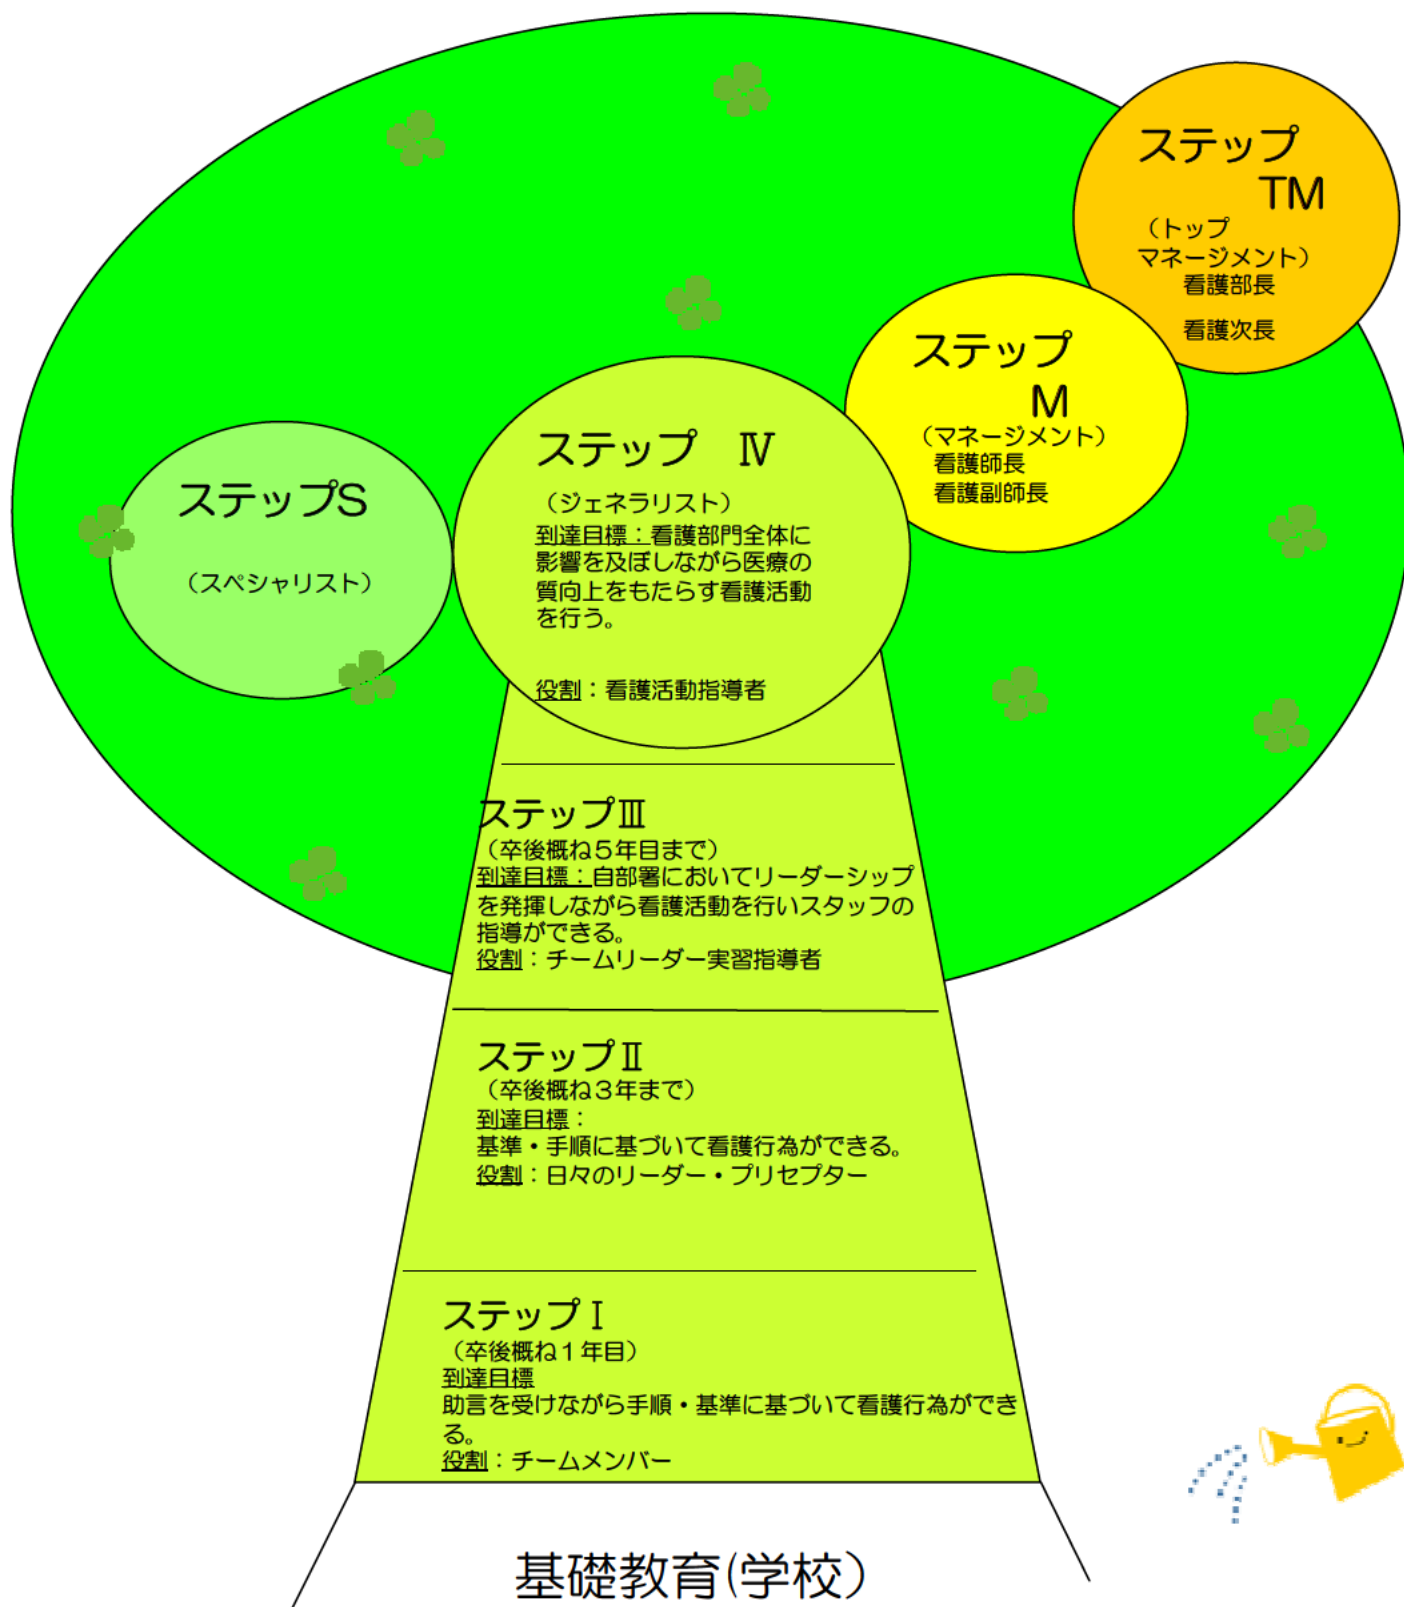 ステップ
TM
（トップ
マネージメント）
看護部長
看護次長
ステップ
M
（マネージメント）
看護師長
看護副師長
ステップ Ⅳ
（ジェネラリスト）
到達目標：看護部門全体に
影響を及ぼしながら医療の
質向上をもたらす看護活動
を行う。
役割：看護活動指導者
ステップS
（スペシャリスト）
ステップⅢ
（卒後概ね５年目まで）
到達目標：自部署においてリーダーシップ
を発揮しながら看護活動を行いスタッフの
指導ができる。
役割：チームリーダー実習指導者
ステップⅡ
（卒後概ね３年まで）
到達目標：
基準・手順に基づいて看護行為ができる。
役割：日々のリーダー・プリセプター
ステップⅠ
（卒後概ね１年目）
到達目標
助言を受けながら手順・基準に基づいて看護行為ができ
る。
役割：チームメンバー
基礎教育(学校）